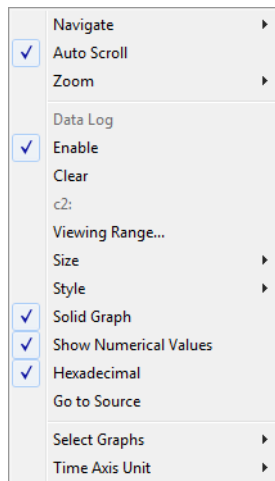 Navigate
Auto Scroll
Zoom
Data Log
Enable
Clear
c2:
Viewing Range...
Size
Style
Solid Graph
Show Numerical Values
Hexadecimal
Go to Source
Select Graphs
Time Axis Unit